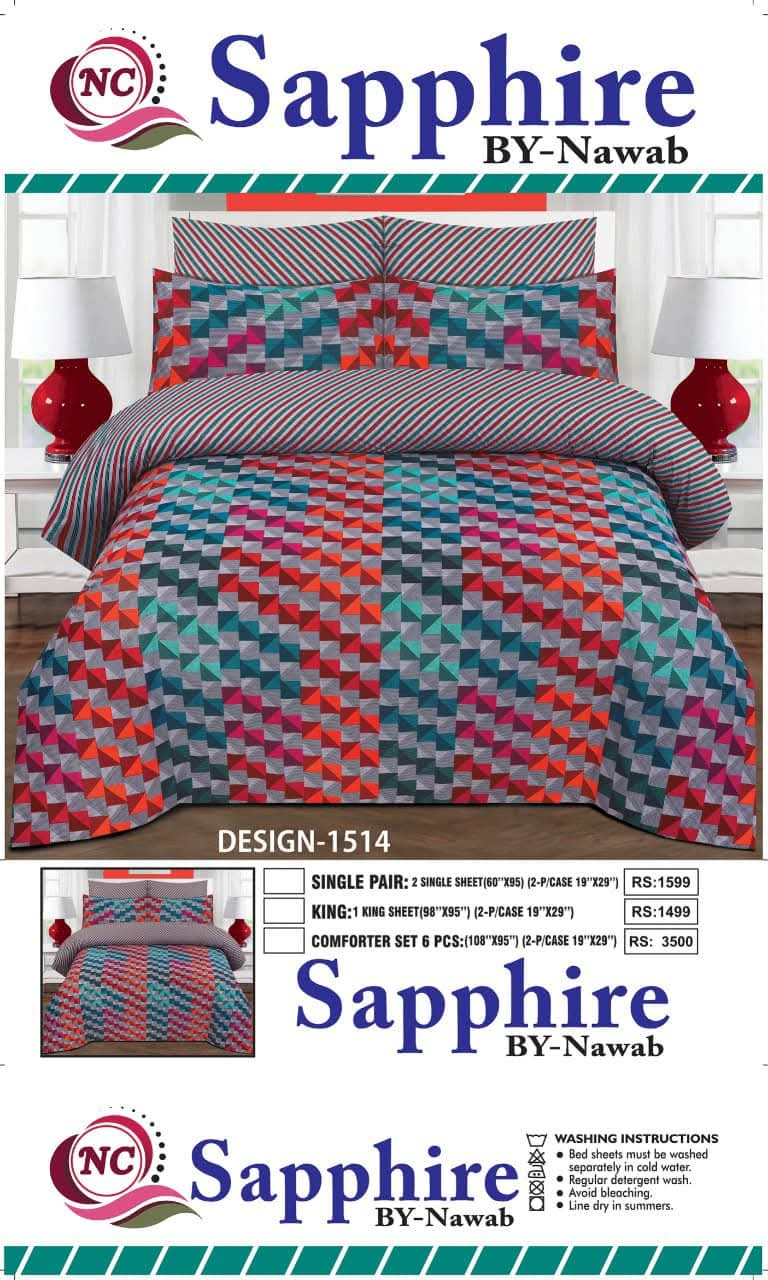 NC
Sapphire
BY-Nawab
DESIGN-1514
SINGLE PAIR: 2 SINGLE SHEET(60"X95) (2-P/CASE 19"X29") RS:1599
KING:1 KING SHEET(98"X95") (2-P/CASE 19"X29") RS:1499
COMFORTER SET 6 PCS:(108"X95") (2-P/CASE 19"X29") RS: 3500
Sapphire
BY-Nawab
NC
Sapphire
BY-Nawab
WASHING INSTRUCTIONS
• Bed sheets must be washed
separately in cold water.
• Regular detergent wash.
• Avoid bleaching.
• Line dry in summers.